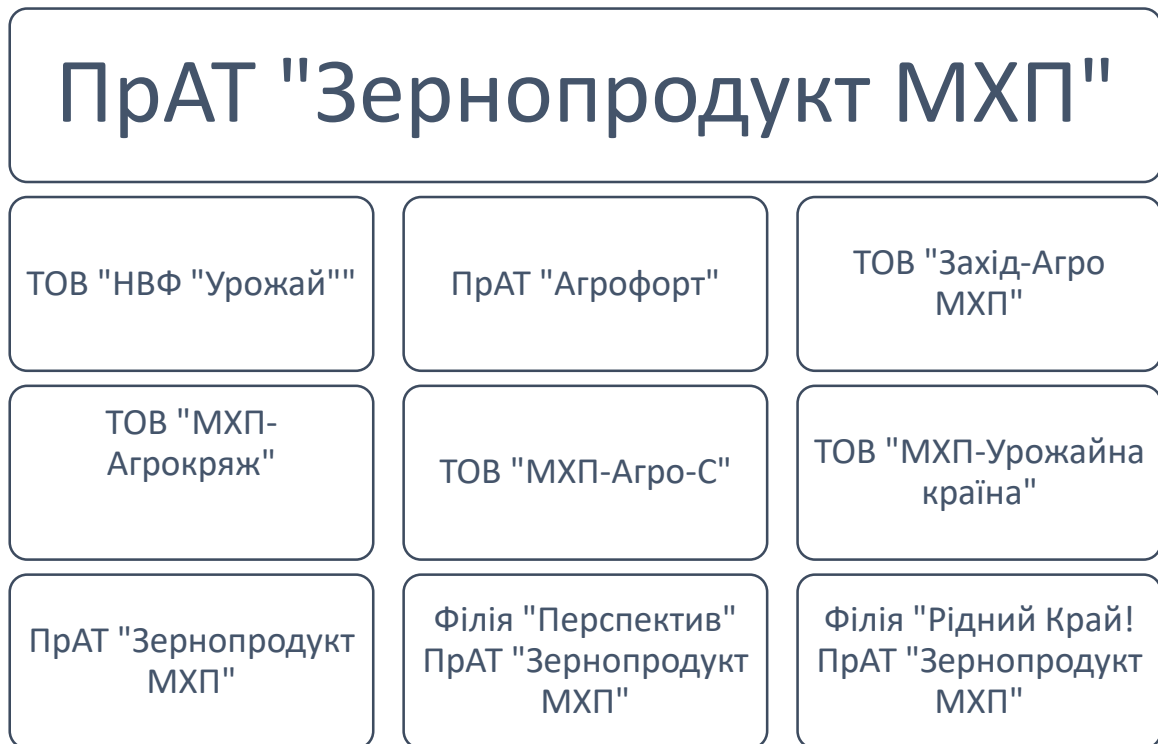 ПрАТ "Зернопродукт МХП"
ТОВ "НВФ "Урожай""
ПрАТ "Агрофорт"
ТОВ "Захід-Агро
МХП"
ТОВ "МХП-
Агрокряж"
ТОВ "МХП-Агро-С"
ТОВ "МХП-Урожайна
країна"
ПрАТ "Зернопродукт
МХП"
Філія "Перспектив"
ПрАТ "Зернопродукт
МХП"
Філія "Рідний Край!
ПрАТ "Зернопродукт
МХП"